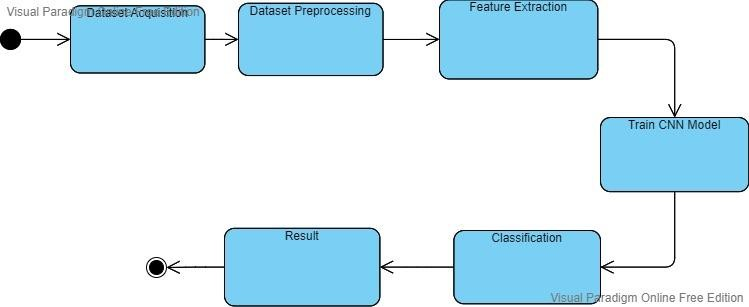 Visual Paradigm Online Free Edition
Dataset Acquisition
Dataset Preprocessing
Feature Extraction
Train CNN Model
Classification
Result
Visual Paradigm Online Free Edition